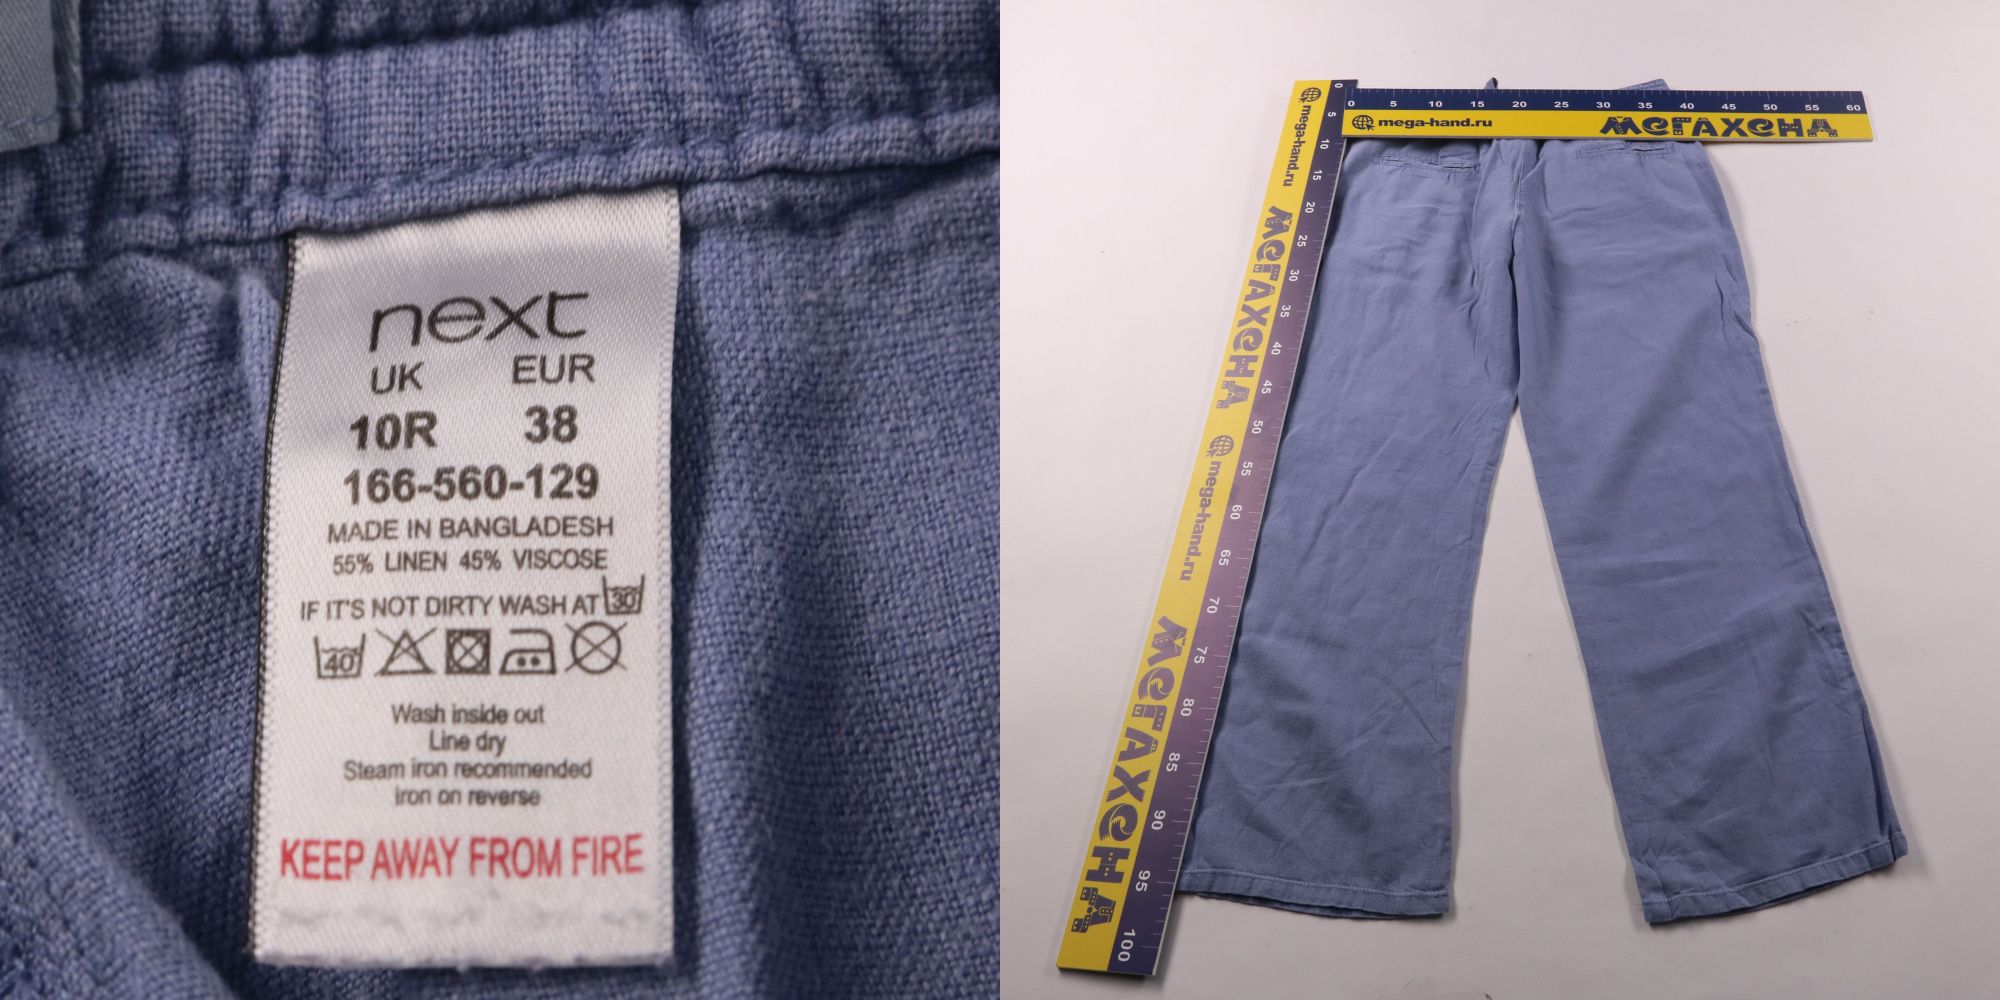 next
UK EUR
10R 38
166-560-129
MADE IN BANGLADESH
55% LINEN 45% VISCOSE
IF IT'S NOT DIRTY WASH AT 30
40
Wash inside out
Line dry
Steam iron recommended
Iron on reverse
KEEP AWAY FROM FIRE
0 5 10 15 20 25 30 35 40 45 50 55 60
mega-hand.ru МЕГАХЕНД
0 5 10 15 20 25 30 35 40 45 50 55 60 65 70 75 80 85 90 95 100
mega-hand.ru МЕГАХЕНД mega-hand.ru МЕГАХЕНД